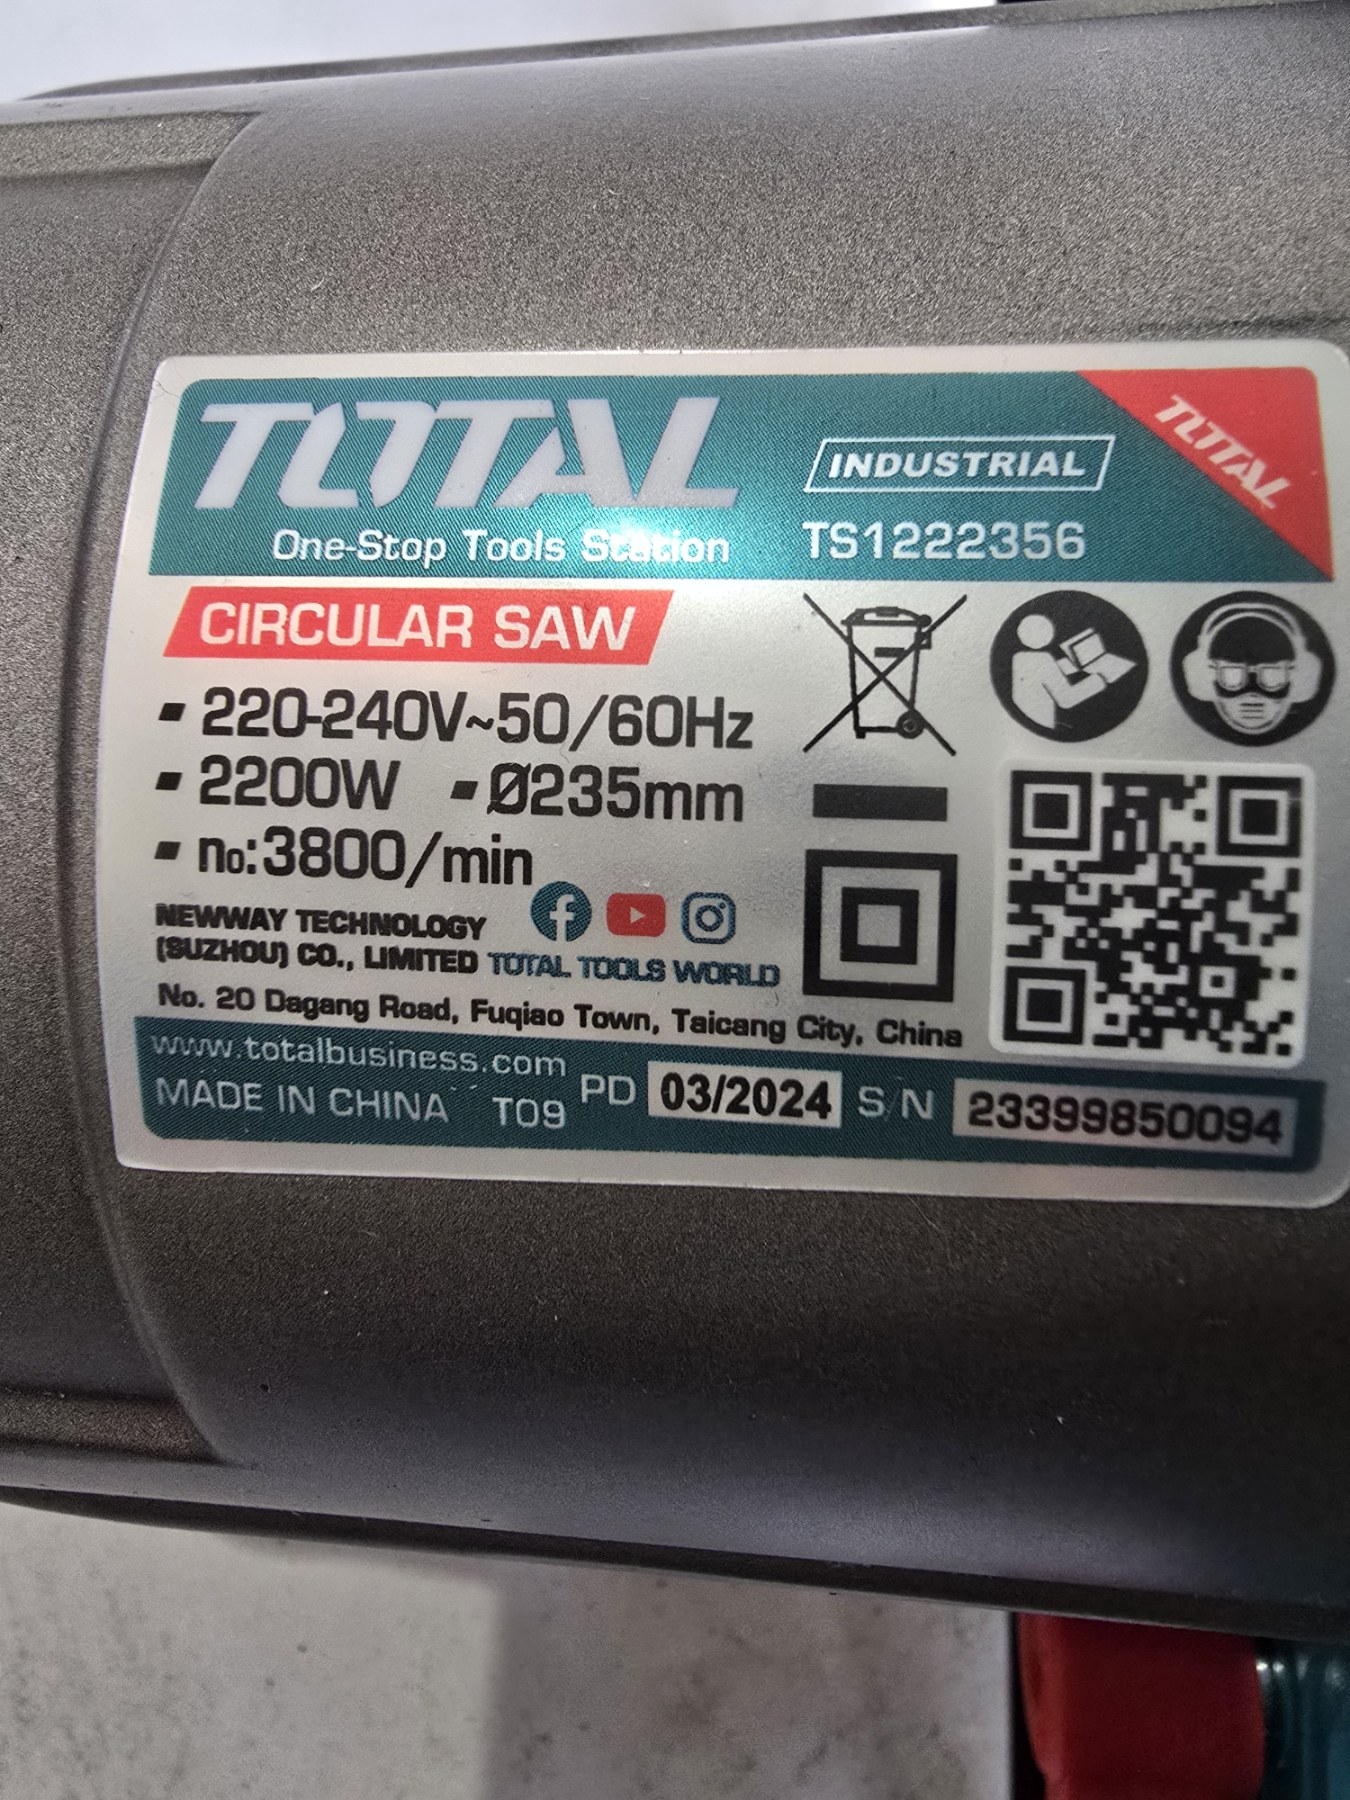 TOTAL
One-Stop Tools Station
INDUSTRIAL
TS1222356
TOTAL
CIRCULAR SAW
▪ 220-240V~50/60Hz
▪ 2200W ▪ Ø235mm
▪ no:3800/min
NEWWAY TECHNOLOGY
(SUZHOU) CO., LIMITED TOTAL TOOLS WORLD
No. 20 Dagang Road, Fuqiao Town, Taicang City, China
www.totalbusiness.com
MADE IN CHINA T09 PD 03/2024 S/N 23399850094